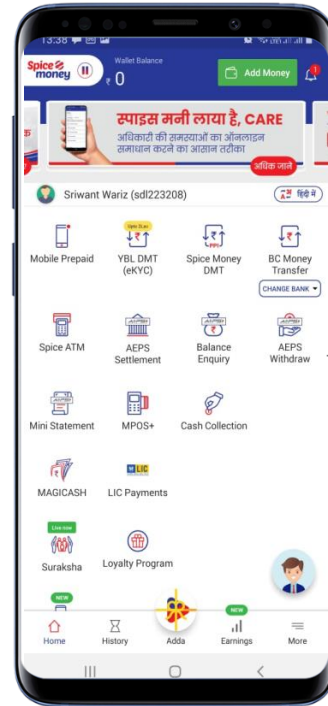 13:38
Spice money
Wallet Balance
₹ 0
Add Money
स्पाइस मनी लाया है, CARE
अधिकारी की समस्याओं का ऑनलाइन
समाधान करने का आसान तरीका
अधिक जाने
Sriwant Wariz (sdl223208)
हिंदी में
Mobile Prepaid
YBL DMT
(eKYC)
Spice Money
DMT
BC Money
Transfer
CHANGE BANK
Spice ATM
AEPS
Settlement
Balance
Enquiry
AEPS
Withdraw
Mini Statement
MPOS+
Cash Collection
MAGICASH
LIC
LIC Payments
Live now
Suraksha
Loyalty Program
NEW
NEW
Home
History
Adda
Earnings
More